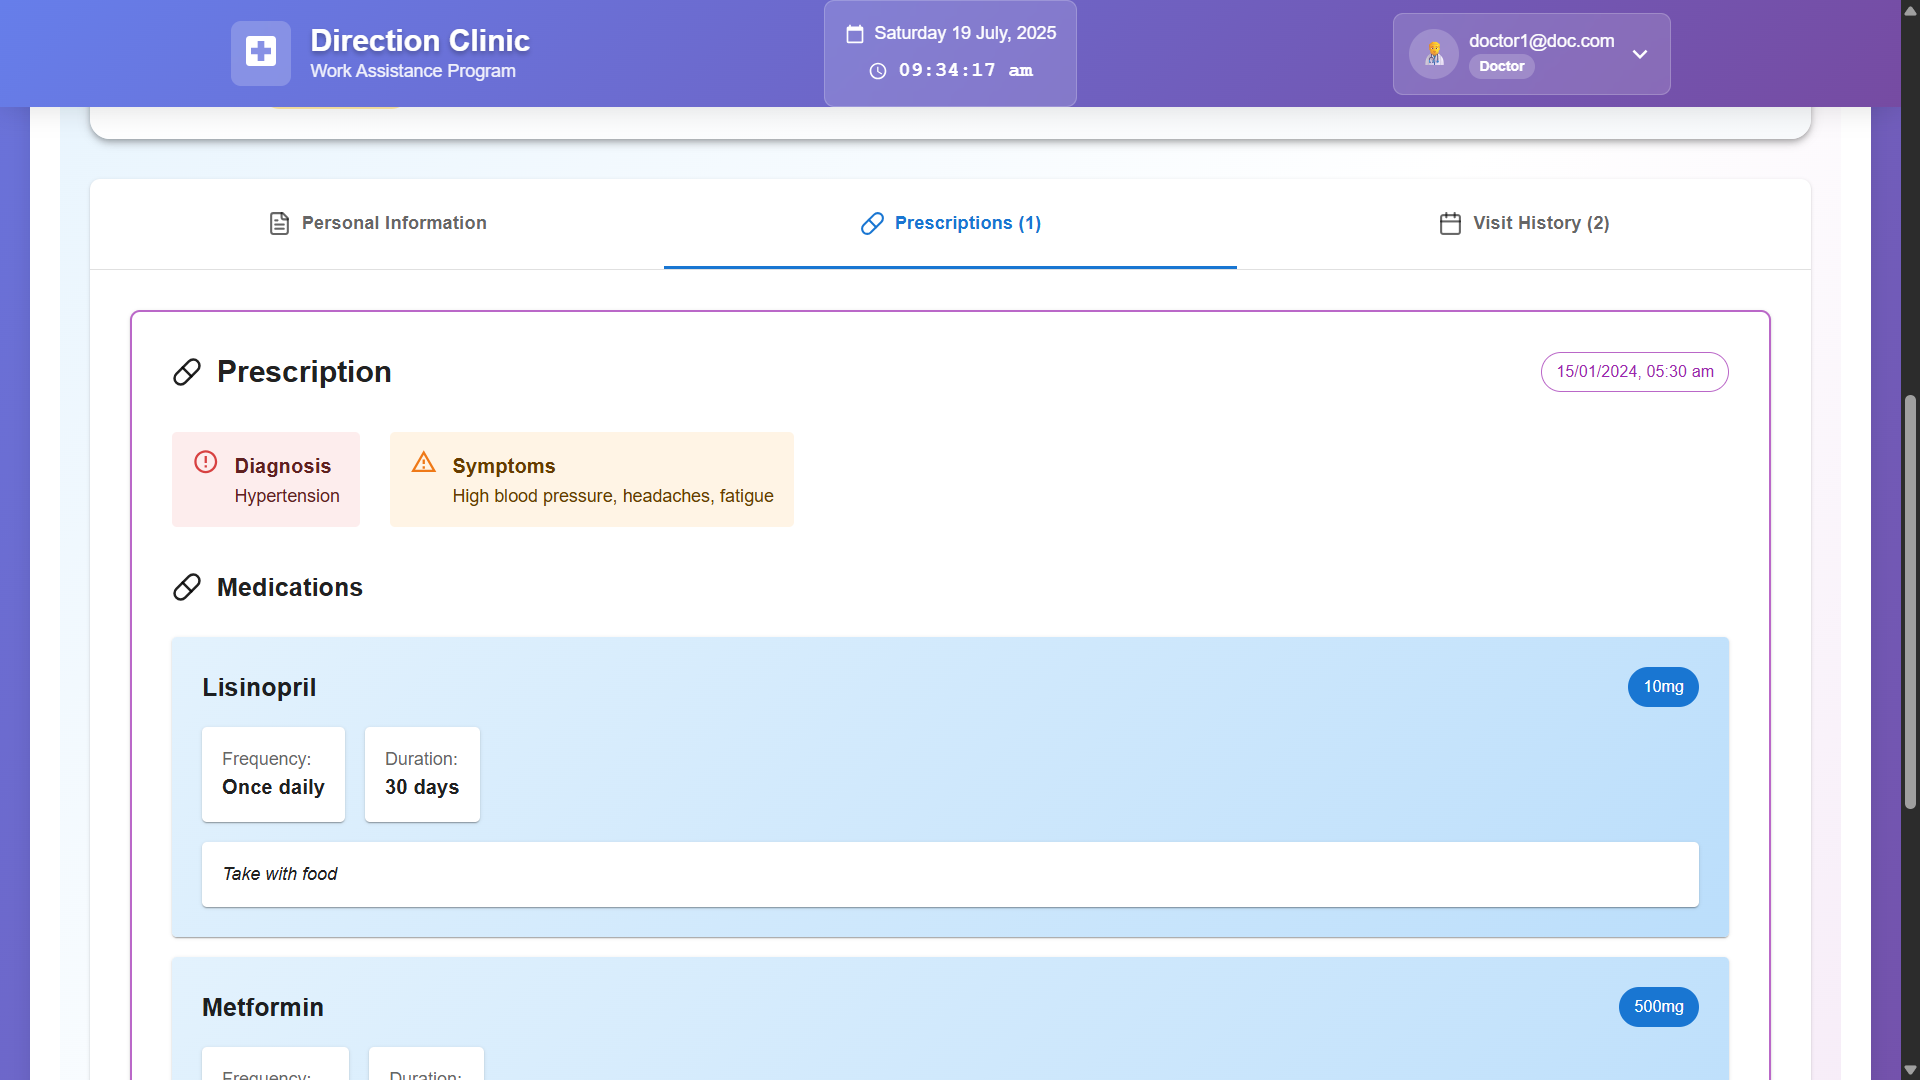 Direction Clinic
Work Assistance Program
Saturday 19 July, 2025
09:34:17 am
doctor1@doc.com
Doctor
Personal Information
Prescriptions (1)
Visit History (2)
Prescription
15/01/2024, 05:30 am
Diagnosis
Hypertension
Symptoms
High blood pressure, headaches, fatigue
Medications
Lisinopril
10mg
Frequency:
Once daily
Duration:
30 days
Take with food
Metformin
500mg
Frequency:
Duration: